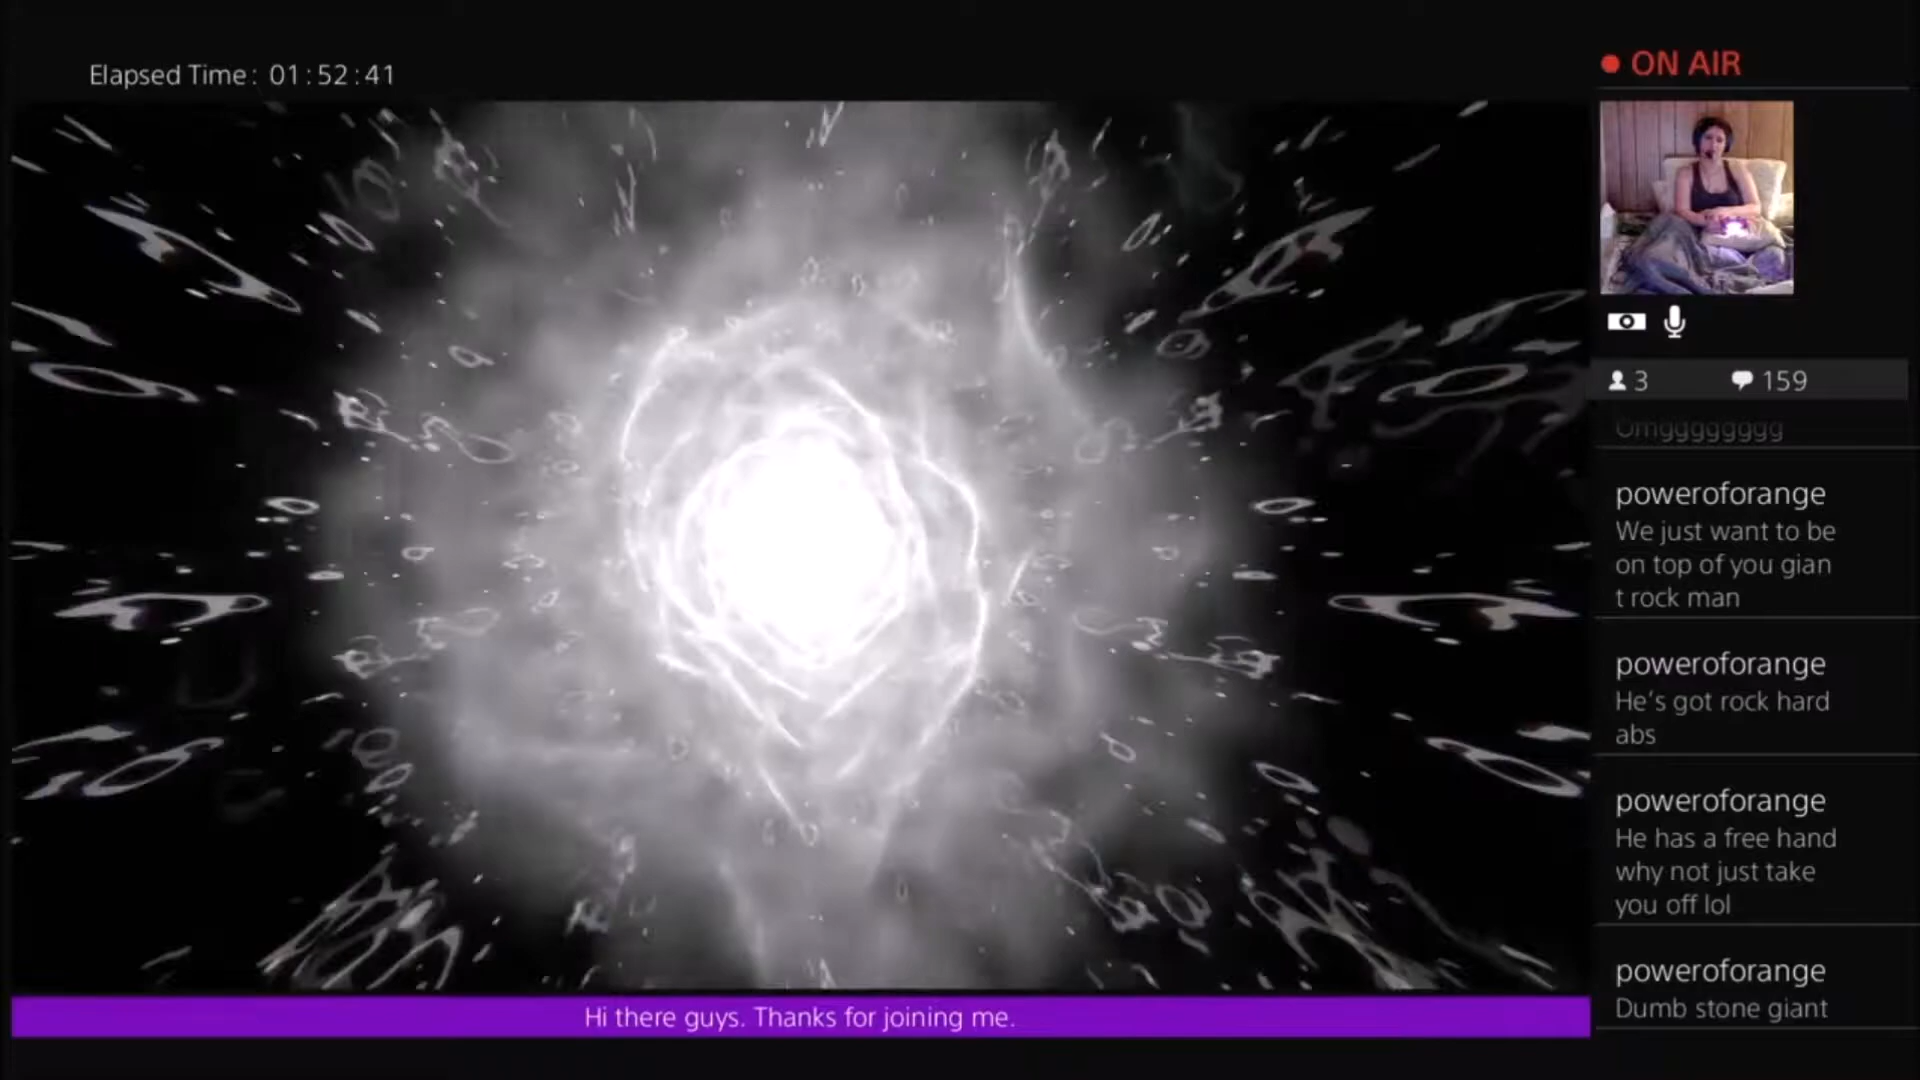 Elapsed Time: 01:52:41
ON AIR
3
159
Omggggggg
poweroforange
We just want to be
on top of you gian
t rock man
poweroforange
He's got rock hard
abs
poweroforange
He has a free hand
why not just take
you off lol
poweroforange
Dumb stone giant
Hi there guys. Thanks for joining me.